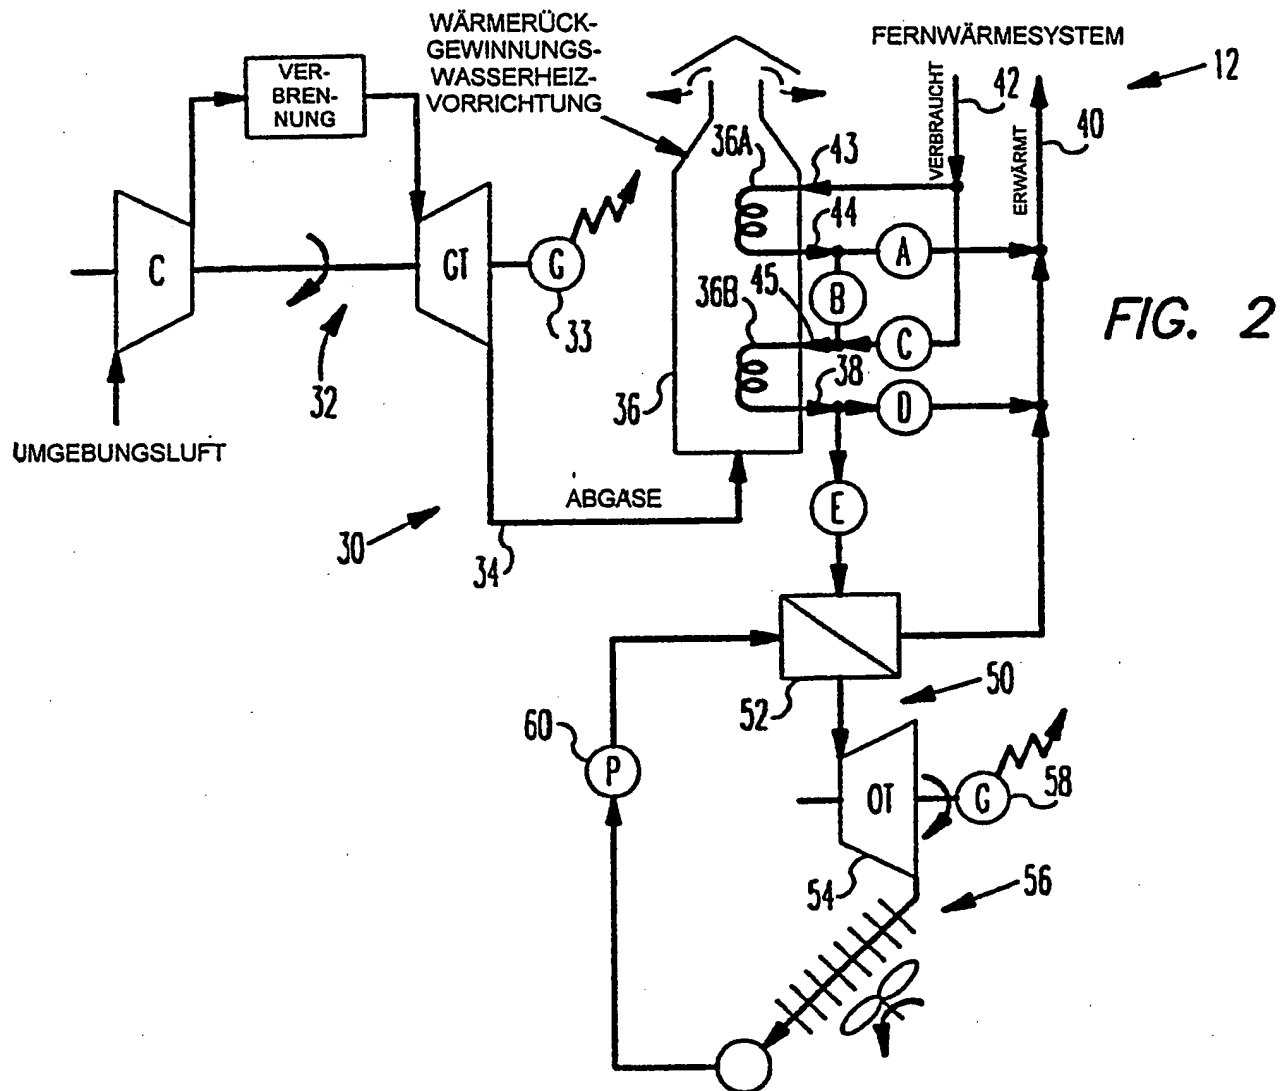 WÄRMERÜCK-
GEWINNUNGS-
WASSERHEIZ-
VORRICHTUNG
FERNWÄRMESYSTEM
12
VER-
BREN-
NUNG
VERBRAUCHT
42
ERWÄRMT
40
36A
43
44
A
C
GT
G
33
B
36B
45
C
FIG. 2
32
36
38
D
UMGEBUNGSLUFT
ABGASE
E
30
34
52
50
60
P
OT
G
58
54
56